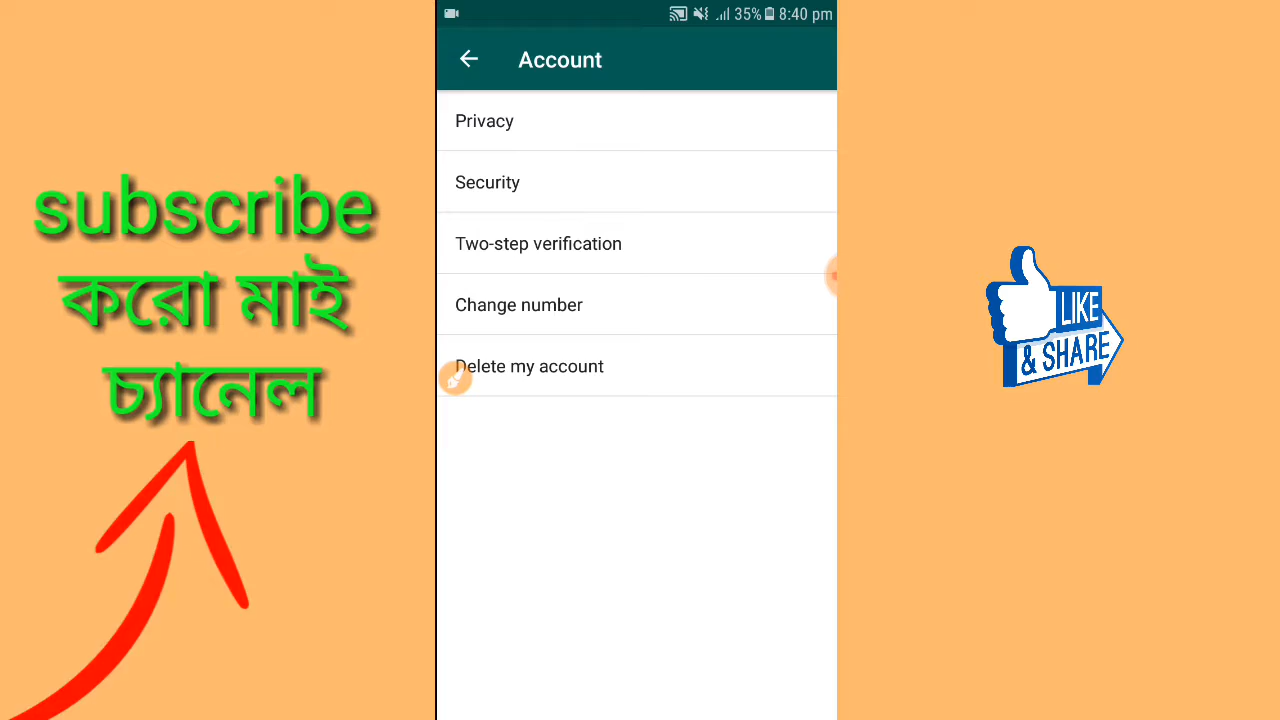 35% 8:40 pm
Account
Privacy
Security
Two-step verification
Change number
Delete my account
subscribe
করো মাই
চ্যানেল
LIKE
& SHARE